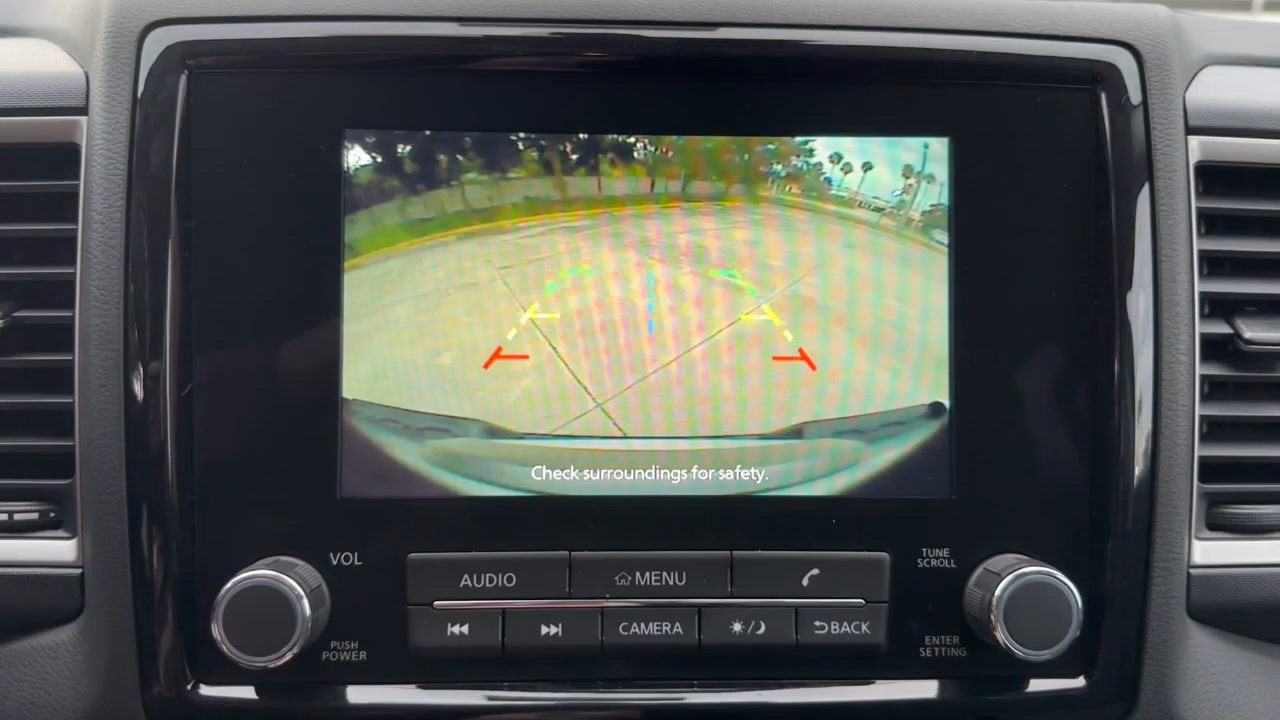 Check surroundings for safety.
VOL
PUSH
POWER
AUDIO
MENU
CAMERA
BACK
TUNE
SCROLL
ENTER
SETTING